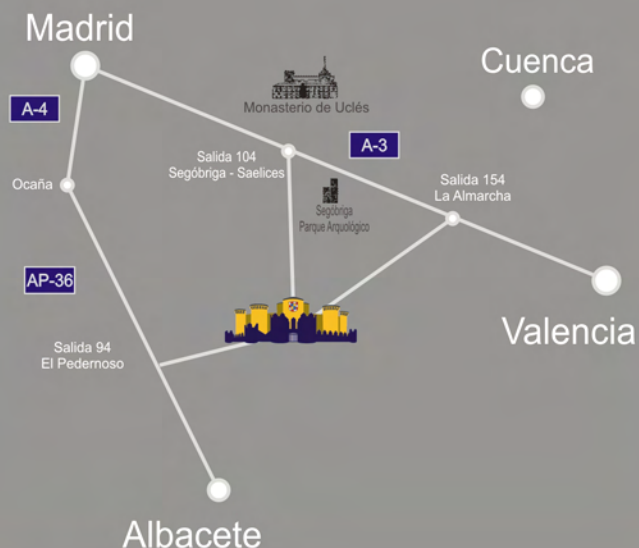 Madrid
Cuenca
A-4
Monasterio de Uclés
A-3
Salida 104
Segóbriga - Saelices
Ocaña
Salida 154
La Almarcha
Segóbriga
Parque Arquológico
AP-36
Valencia
Salida 94
El Pedernoso
Albacete